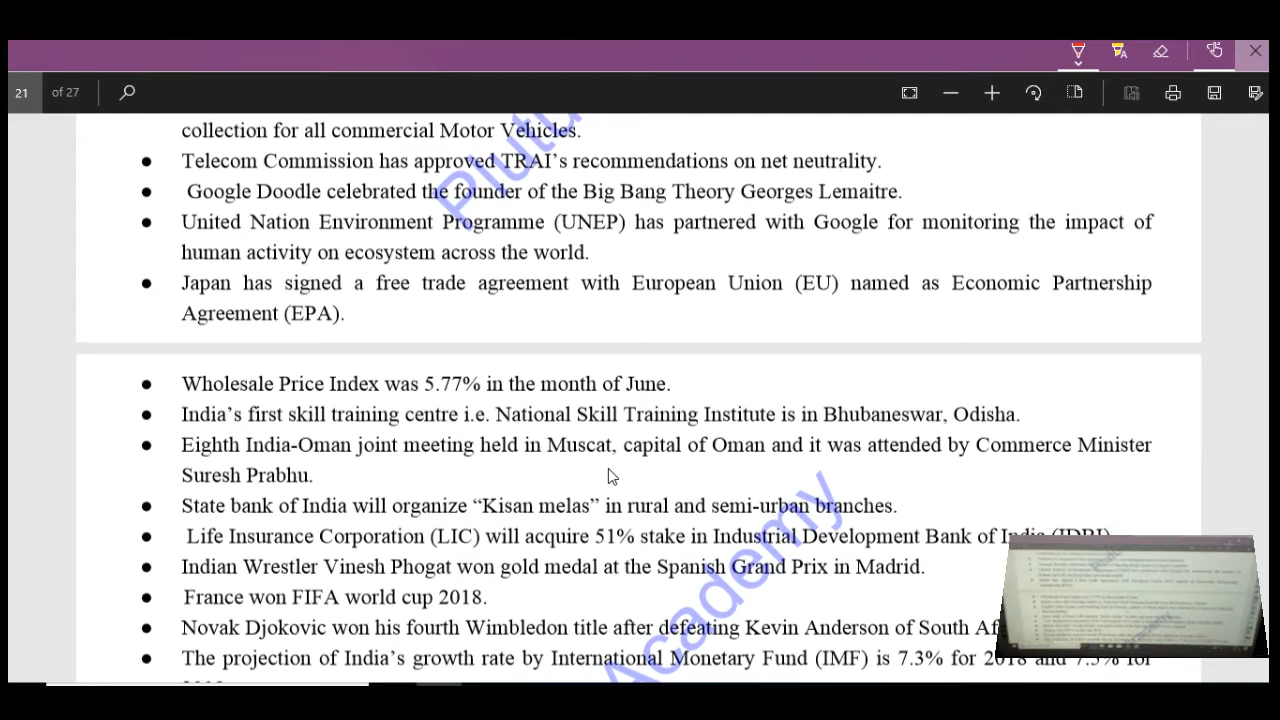 21 of 27
collection for all commercial Motor Vehicles.
● Telecom Commission has approved TRAI’s recommendations on net neutrality.
● Google Doodle celebrated the founder of the Big Bang Theory Georges Lemaitre.
● United Nation Environment Programme (UNEP) has partnered with Google for monitoring the impact of
human activity on ecosystem across the world.
● Japan has signed a free trade agreement with European Union (EU) named as Economic Partnership
Agreement (EPA).
● Wholesale Price Index was 5.77% in the month of June.
● India’s first skill training centre i.e. National Skill Training Institute is in Bhubaneswar, Odisha.
● Eighth India-Oman joint meeting held in Muscat, capital of Oman and it was attended by Commerce Minister
Suresh Prabhu.
● State bank of India will organize “Kisan melas” in rural and semi-urban branches.
● Life Insurance Corporation (LIC) will acquire 51% stake in Industrial Development Bank of India (IDBI)
● Indian Wrestler Vinesh Phogat won gold medal at the Spanish Grand Prix in Madrid.
● France won FIFA world cup 2018.
● Novak Djokovic won his fourth Wimbledon title after defeating Kevin Anderson of South
● The projection of India’s growth rate by International Monetary Fund (IMF) is 7.3% for 2018 and 7.5% for
Academy